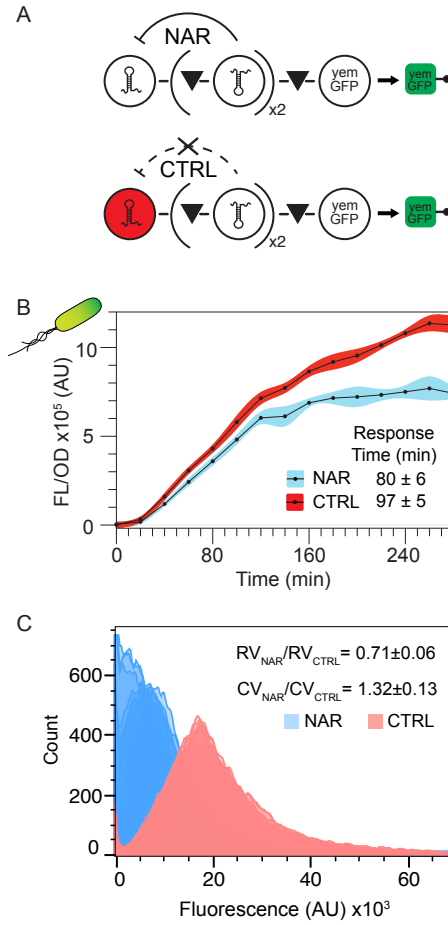 A
NAR
yem
GFP
yem
GFP
x2
CTRL
yem
GFP
yem
GFP
x2
B
FL/OD x10⁵ (AU)
10
5
0
Response
Time (min)
NAR 80 ± 6
CTRL 97 ± 5
0 80 160 240
Time (min)
C
Count
600
400
200
0
RV_NAR/RV_CTRL= 0.71±0.06
CV_NAR/CV_CTRL= 1.32±0.13
NAR CTRL
0 20 40 60
Fluorescence (AU) x10³